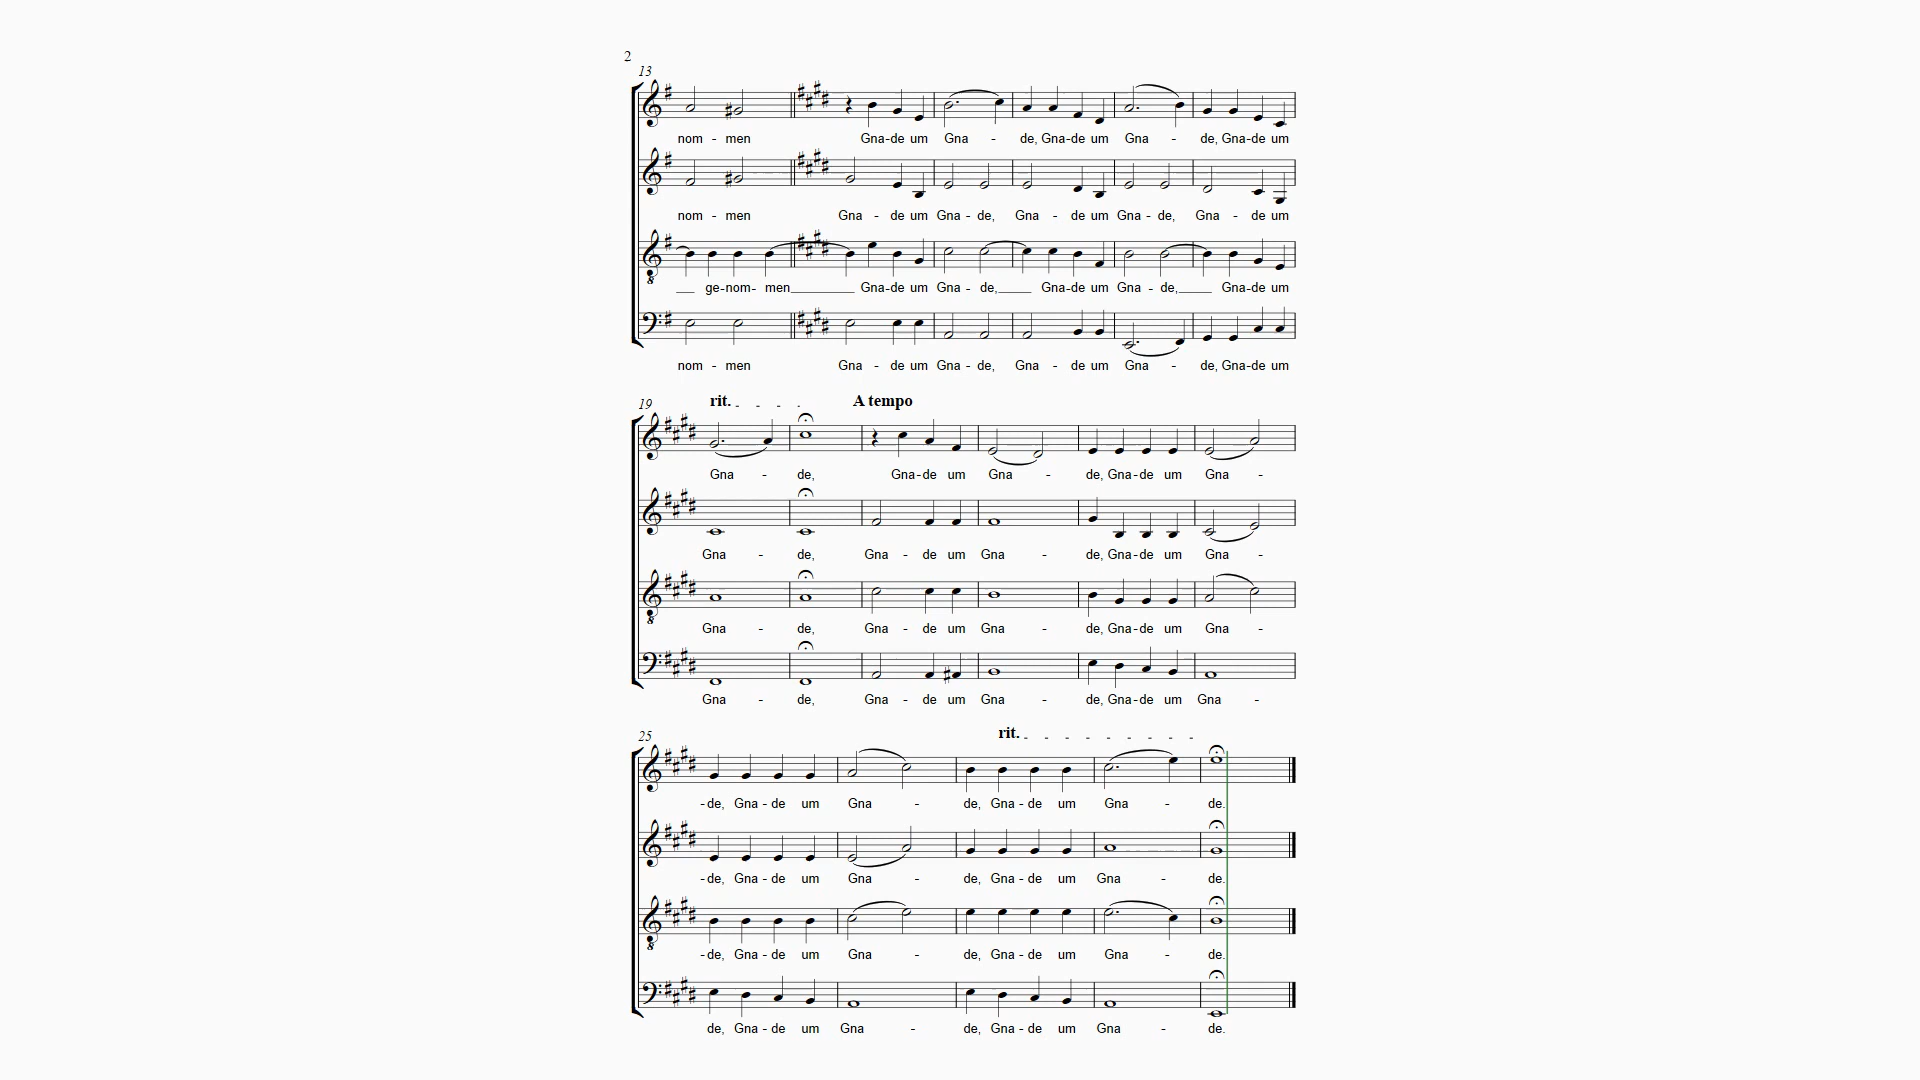 2
13
nom - men Gna-de um Gna - de, Gna-de um Gna - de, Gna-de um
nom - men Gna - de um Gna - de, Gna - de um Gna - de, Gna - de um
8
___ ge-nom- men_________ Gna-de um Gna - de,_____ Gna-de um Gna - de,_____ Gna-de um
nom - men Gna - de um Gna - de, Gna - de um Gna - de, Gna-de um
rit. - - - - A tempo
19
Gna - de, Gna-de um Gna - de, Gna-de um Gna -
Gna - de, Gna - de um Gna - de, Gna-de um Gna -
8
Gna - de, Gna - de um Gna - de, Gna-de um Gna -
Gna - de, Gna - de um Gna - de, Gna-de um Gna -
rit. - - - - - - - - -
25
-de, Gna - de um Gna - de, Gna - de um Gna - de.
-de, Gna - de um Gna - de, Gna - de um Gna - de.
8
-de, Gna - de um Gna - de, Gna - de um Gna - de.
de, Gna - de um Gna - de, Gna - de um Gna - de.